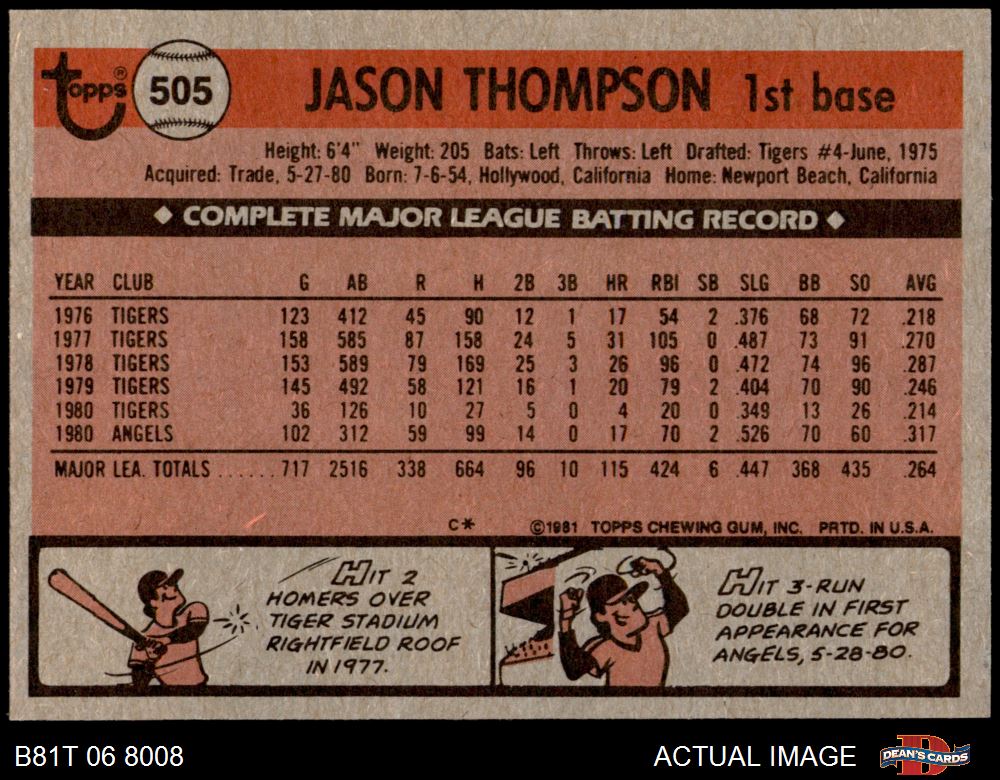 Topps® 505 JASON THOMPSON 1st base
Height: 6'4" Weight: 205 Bats: Left Throws: Left Drafted: Tigers #4-June, 1975
Acquired: Trade, 5-27-80 Born: 7-6-54, Hollywood, California Home: Newport Beach, California
◆ COMPLETE MAJOR LEAGUE BATTING RECORD ◆
YEAR CLUB G AB R H 2B 3B HR RBI SB SLG BB SO AVG
1976 TIGERS 123 412 45 90 12 1 17 54 2 .376 68 72 .218
1977 TIGERS 158 585 87 158 24 5 31 105 0 .487 73 91 .270
1978 TIGERS 153 589 79 169 25 3 26 96 0 .472 74 96 .287
1979 TIGERS 145 492 58 121 16 1 20 79 2 .404 70 90 .246
1980 TIGERS 36 126 10 27 5 0 4 20 0 .349 13 26 .214
1980 ANGELS 102 312 59 99 14 0 17 70 2 .526 70 60 .317
MAJOR LEA. TOTALS ...... 717 2516 338 664 96 10 115 424 6 .447 368 435 .264
C* ©1981 TOPPS CHEWING GUM, INC. PRTD. IN U.S.A.
HIT 2
HOMERS OVER
TIGER STADIUM
RIGHTFIELD ROOF
IN 1977.
HIT 3-RUN
DOUBLE IN FIRST
APPEARANCE FOR
ANGELS, 5-28-80.
B81T 06 8008 ACTUAL IMAGE DEAN'S CARDS